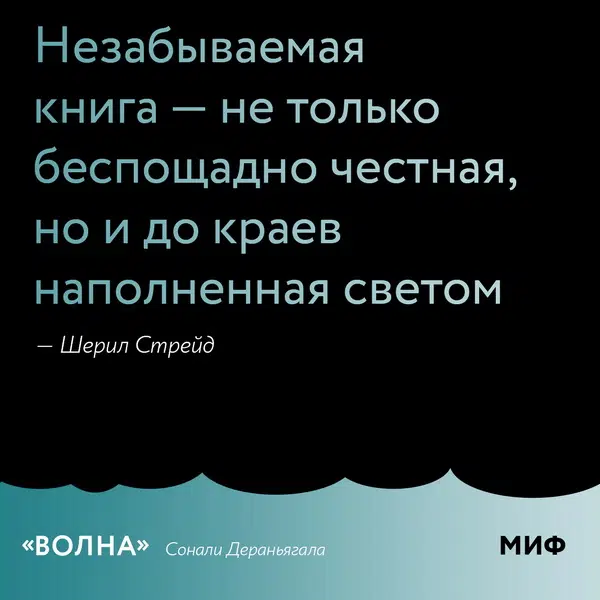 Незабываемая
книга — не только
беспощадно честная,
но и до краев
наполненная светом
— Шерил Стрейд
«ВОЛНА» Сонали Дераньягала МИФ